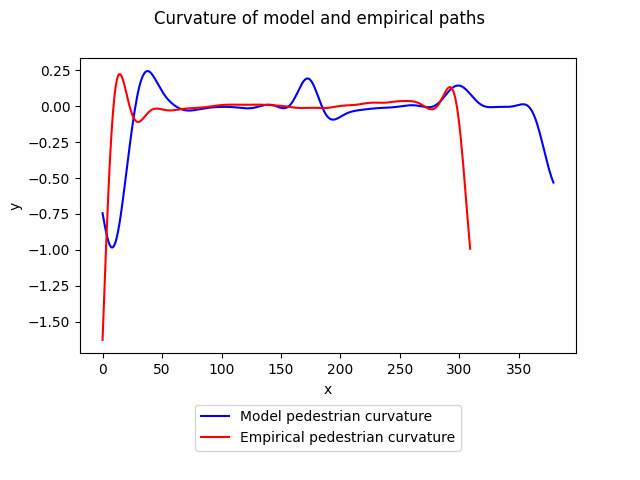 Curvature of model and empirical paths
0.25
0.00
−0.25
−0.50
−0.75
−1.00
−1.25
−1.50
y
0 50 100 150 200 250 300 350
x
Model pedestrian curvature
Empirical pedestrian curvature